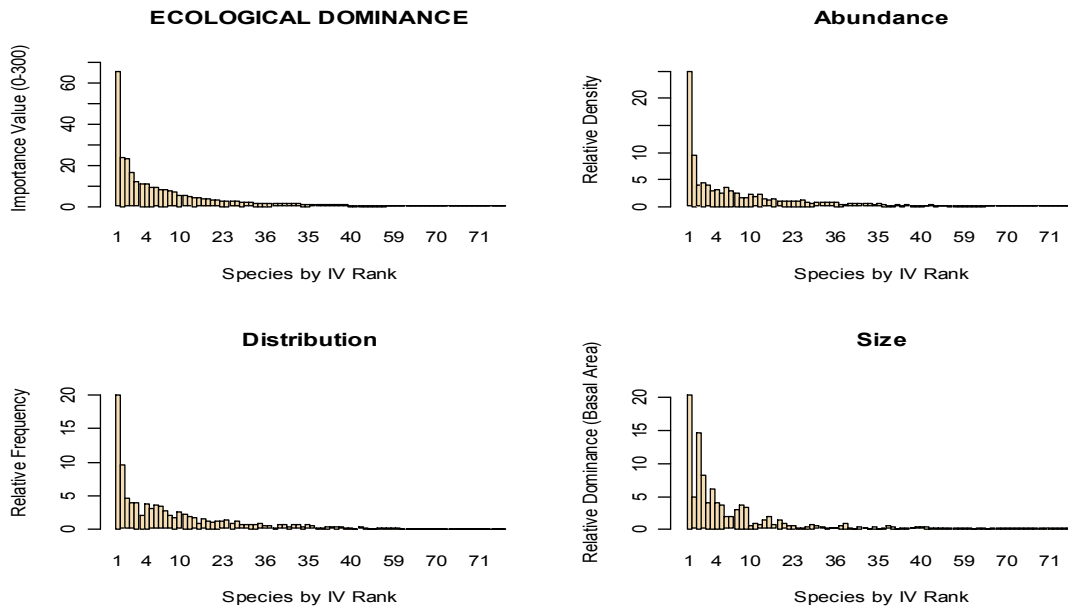 ECOLOGICAL DOMINANCE
Importance Value (0-300)
0 20 40 60
1 4 10 23 36 35 40 59 70 71
Species by IV Rank
Abundance
Relative Density
0 5 10 20
1 4 10 23 36 35 40 59 70 71
Species by IV Rank
Distribution
Relative Frequency
0 5 10 15 20
1 4 10 23 36 35 40 59 70 71
Species by IV Rank
Size
Relative Dominance (Basal Area)
0 5 10 15 20
1 4 10 23 36 35 40 59 70 71
Species by IV Rank